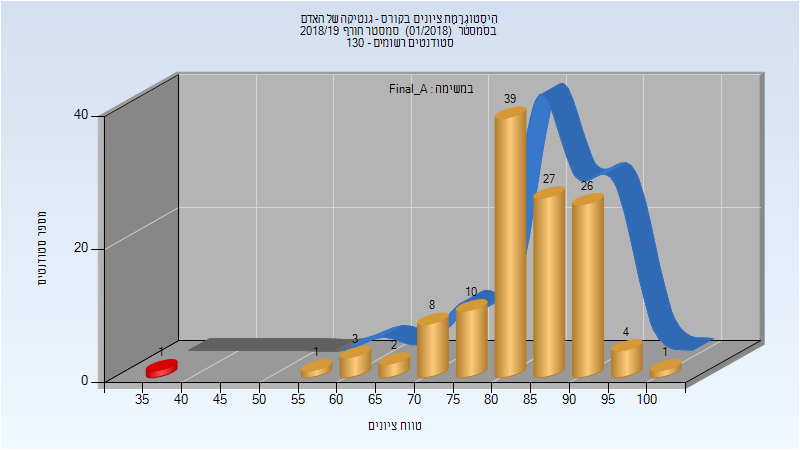 היסטוגרמת ציונים בקורס - גנטיקה של האדם
בסמסטר (01/2018) סמסטר חורף 2018/19
סטודנטים רשומים - 130
במשימה : Final_A
מספר סטודנטים
40
20
0
1
1
3
2
8
10
39
27
26
4
1
35 40 45 50 55 60 65 70 75 80 85 90 95 100
טווח ציונים